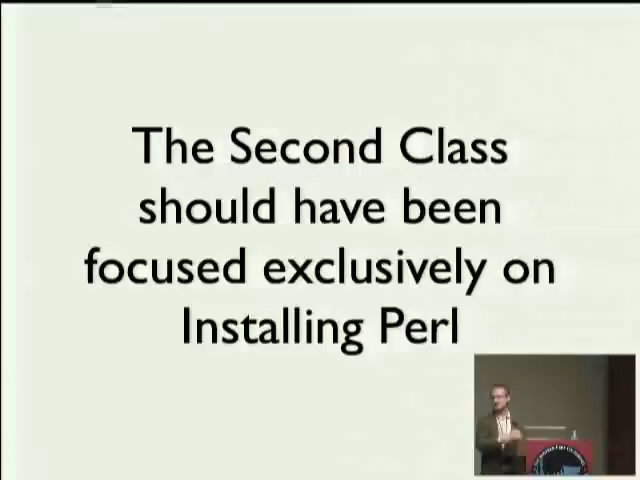 The Second Class
should have been
focused exclusively on
Installing Perl